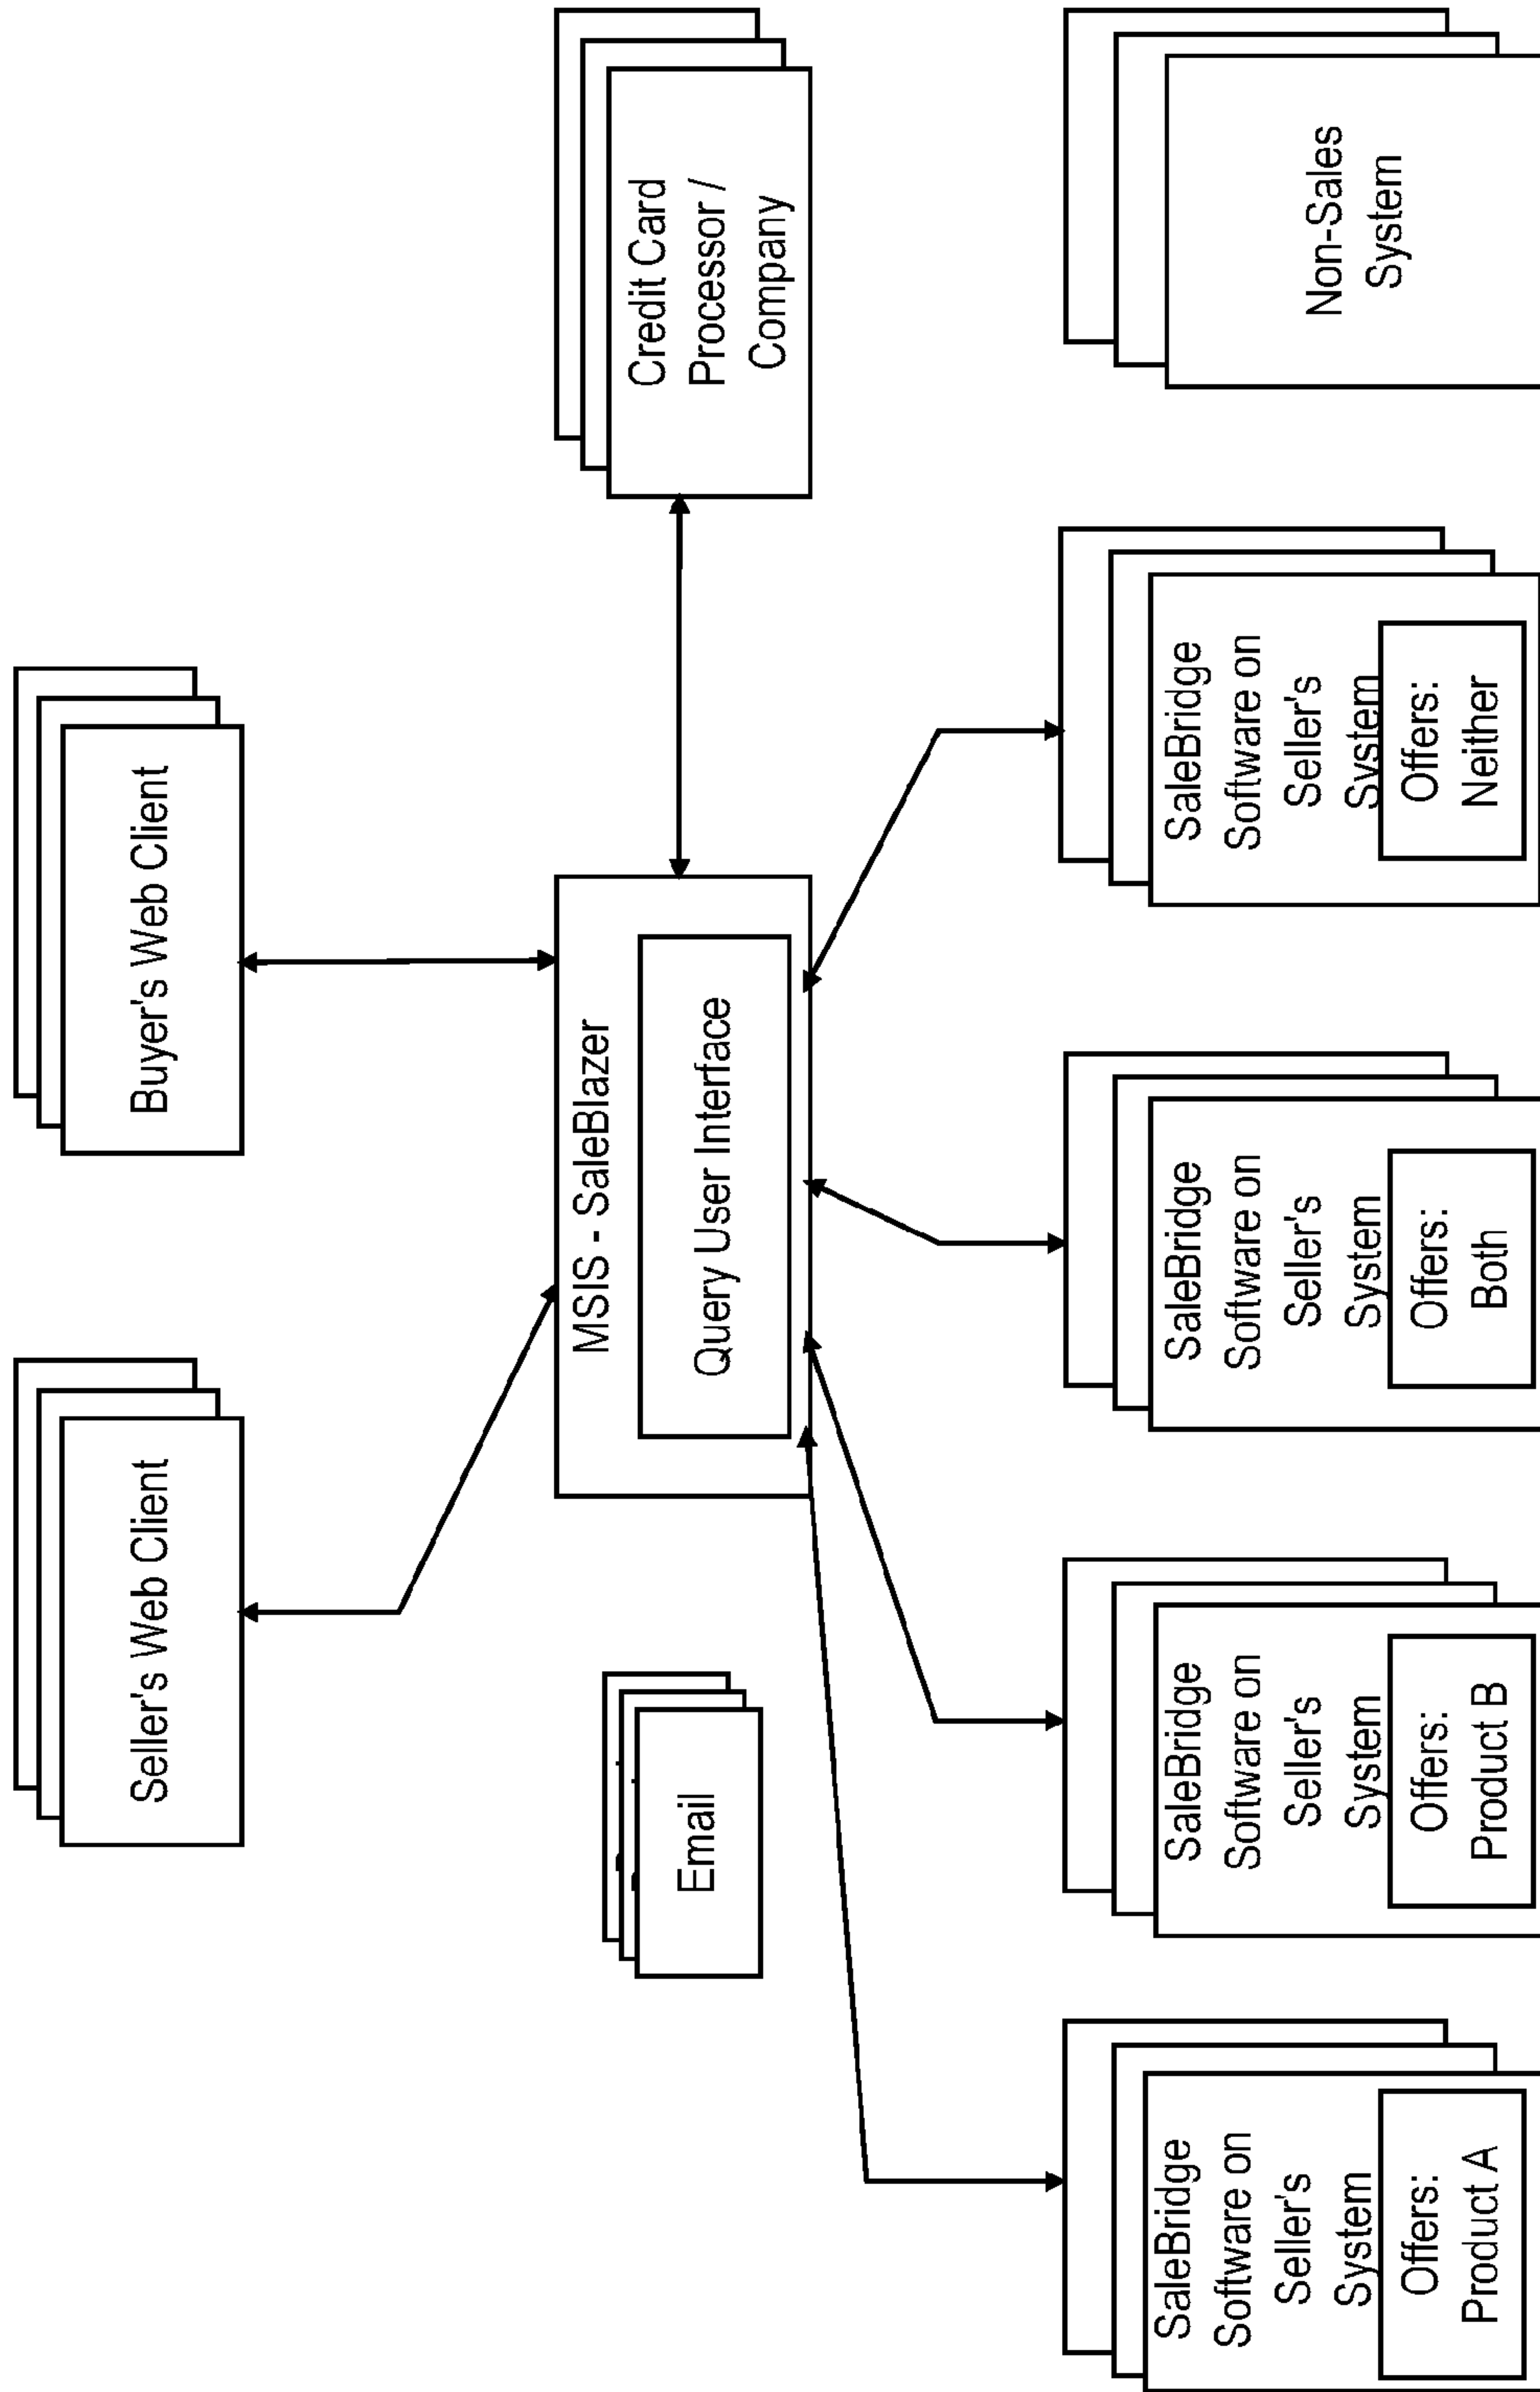 Seller's Web Client
Buyer's Web Client
Email
MSIS - SaleBlazer
Query User Interface
Credit Card
Processor /
Company
SaleBridge
Software on
Seller's
System
Offers:
Product A
SaleBridge
Software on
Seller's
System
Offers:
Product B
SaleBridge
Software on
Seller's
System
Offers:
Both
SaleBridge
Software on
Seller's
System
Offers:
Neither
Non-Sales
System